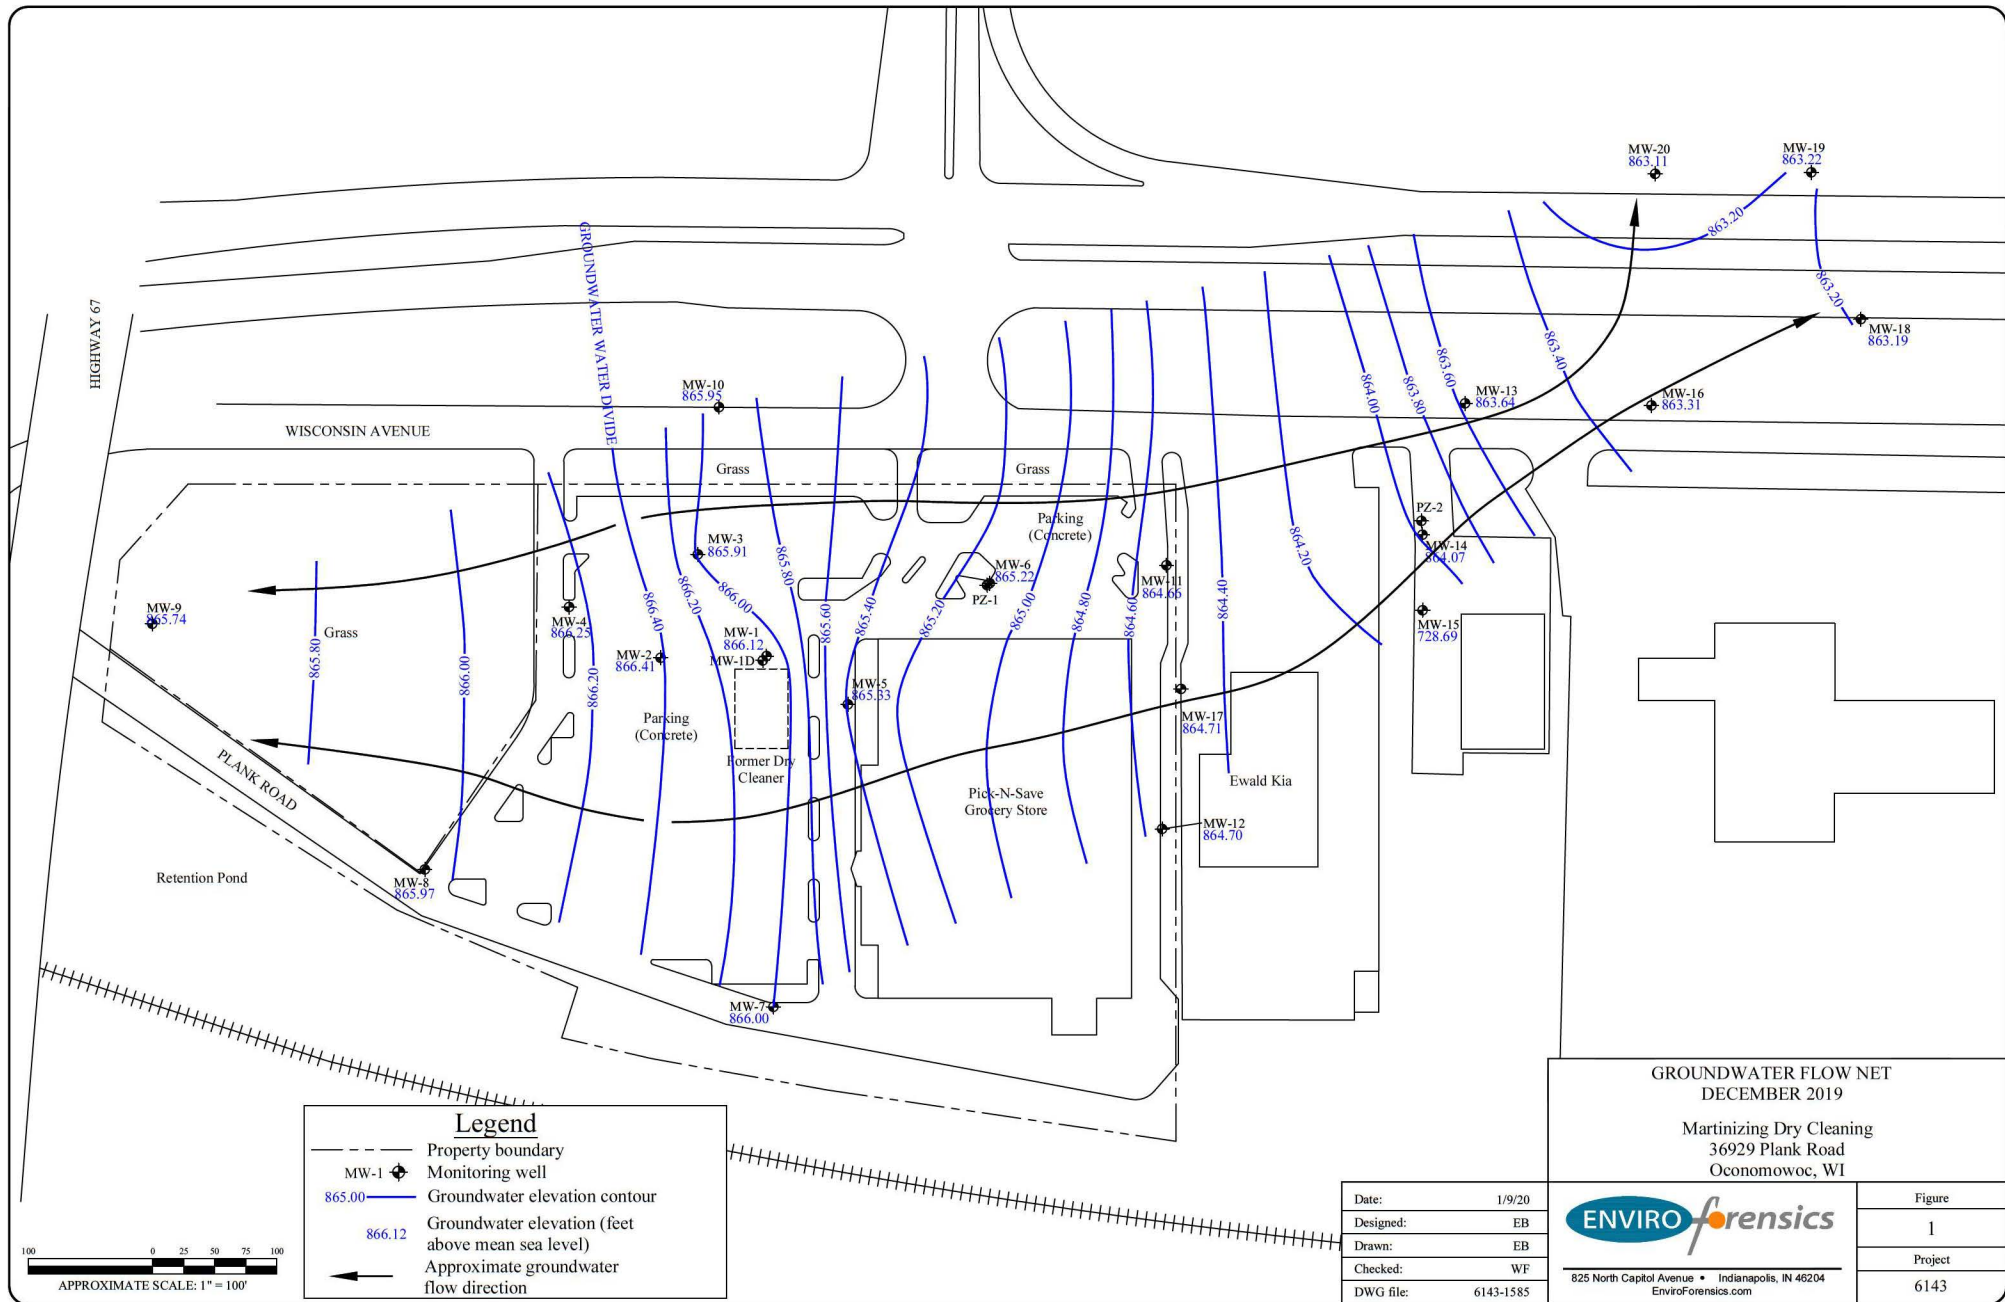 MW-20
863.11
MW-19
863.22
863.20
863.20
MW-18
863.19
HIGHWAY 67
GROUNDWATER WATER DIVIDE
MW-10
865.95
864.00
863.80
863.60
863.40
MW-13
863.64
MW-16
863.31
WISCONSIN AVENUE
Grass
Grass
Parking
(Concrete)
PZ-2
MW-14
864.07
MW-3
865.91
865.80
864.20
MW-6
865.22
PZ-1
MW-11
864.66
MW-9
865.74
Grass
865.80
866.00
MW-4
866.25
866.20
866.40
866.20
866.00
MW-1
866.12
MW-1D
865.60
865.40
865.20
865.00
864.80
864.60
864.40
MW-15
728.69
MW-2
866.41
MW-5
865.33
MW-17
864.71
Parking
(Concrete)
Former Dry
Cleaner
PLANK ROAD
Pick-N-Save
Grocery Store
Ewald Kia
MW-12
864.70
Retention Pond
MW-8
865.97
MW-7
866.00
Legend
Property boundary
MW-1 Monitoring well
865.00 Groundwater elevation contour
866.12 Groundwater elevation (feet
above mean sea level)
Approximate groundwater
flow direction
100 0 25 50 75 100
APPROXIMATE SCALE: 1" = 100'
GROUNDWATER FLOW NET
DECEMBER 2019
Martinizing Dry Cleaning
36929 Plank Road
Oconomowoc, WI
Date: 1/9/20
Designed: EB
Drawn: EB
Checked: WF
DWG file: 6143-1585
ENVIRO forensics
825 North Capitol Avenue • Indianapolis, IN 46204
EnviroForensics.com
Figure
1
Project
6143